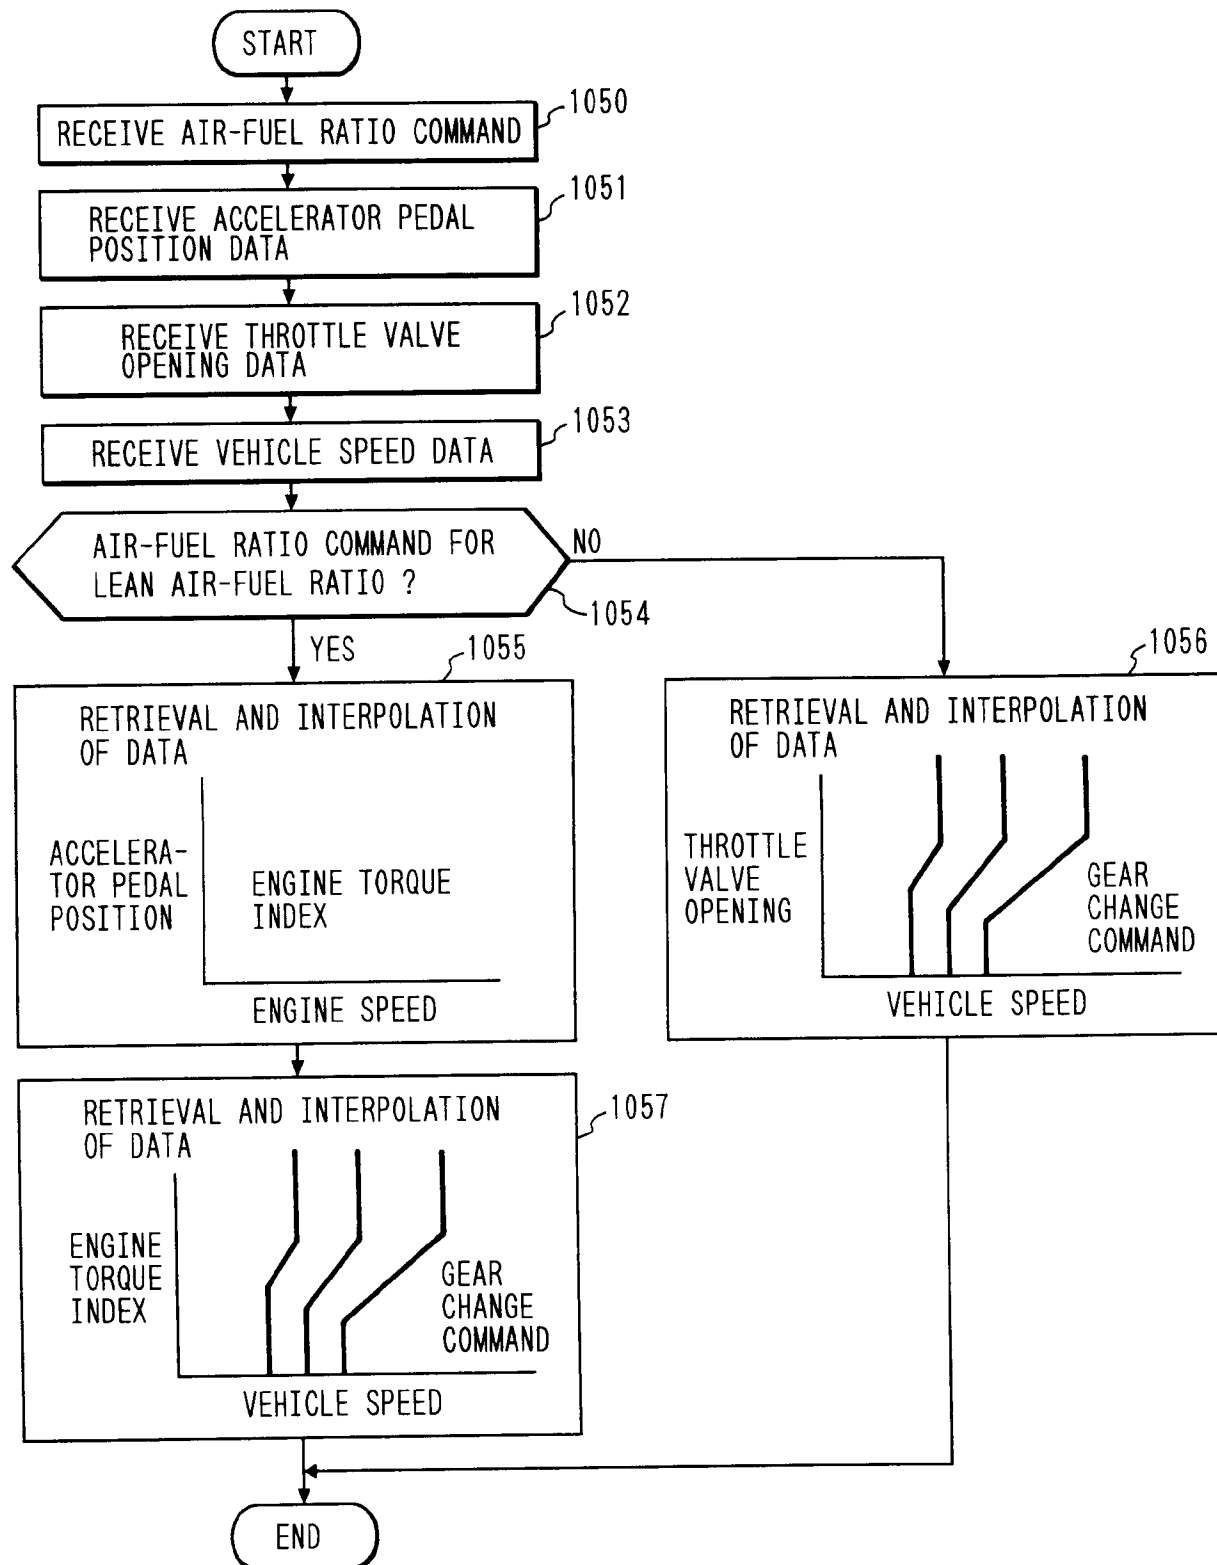 START
1050
RECEIVE AIR-FUEL RATIO COMMAND
1051
RECEIVE ACCELERATOR PEDAL
POSITION DATA
1052
RECEIVE THROTTLE VALVE
OPENING DATA
1053
RECEIVE VEHICLE SPEED DATA
AIR-FUEL RATIO COMMAND FOR
LEAN AIR-FUEL RATIO ?
NO
1054
YES
1055
RETRIEVAL AND INTERPOLATION
OF DATA
ACCELERA-
TOR PEDAL
POSITION
ENGINE TORQUE
INDEX
ENGINE SPEED
1056
RETRIEVAL AND INTERPOLATION
OF DATA
THROTTLE
VALVE
OPENING
GEAR
CHANGE
COMMAND
VEHICLE SPEED
1057
RETRIEVAL AND INTERPOLATION
OF DATA
ENGINE
TORQUE
INDEX
GEAR
CHANGE
COMMAND
VEHICLE SPEED
END